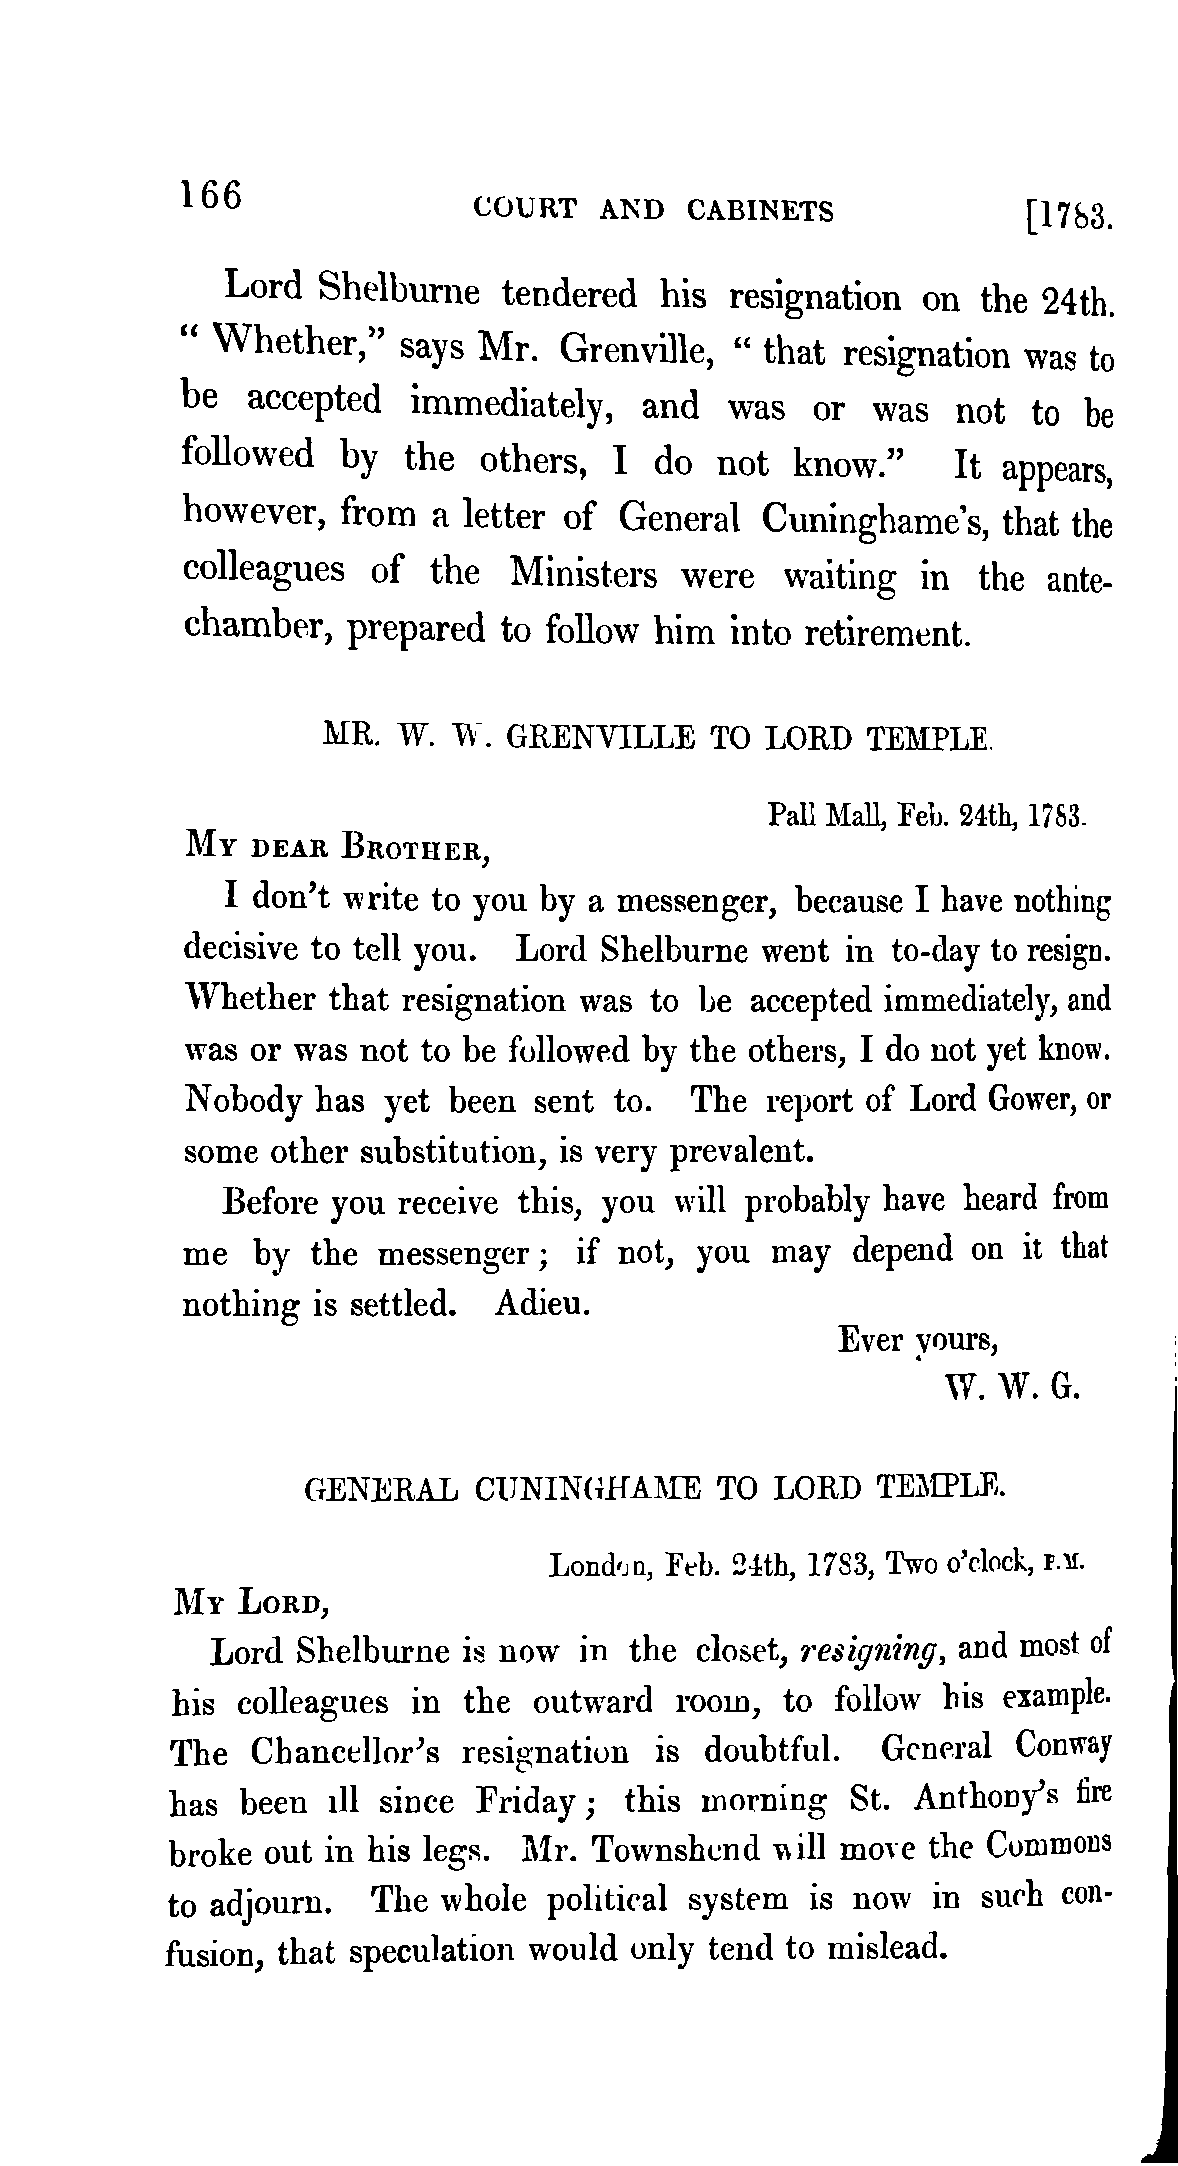 166
COURT AND CABINETS
[1783.
Lord Shelburne tendered his resignation on the 24th.
“ Whether,” says Mr. Grenville, “ that resignation was to
be accepted immediately, and was or was not to be
followed by the others, I do not know.” It appears,
however, from a letter of General Cuninghame’s, that the
colleagues of the Ministers were waiting in the ante-
chamber, prepared to follow him into retirement.
MR. W. W. GRENVILLE TO LORD TEMPLE.
Pall Mall, Feb. 24th, 1783.
MY DEAR BROTHER,
I don’t write to you by a messenger, because I have nothing
decisive to tell you. Lord Shelburne went in to-day to resign.
Whether that resignation was to be accepted immediately, and
was or was not to be followed by the others, I do not yet know.
Nobody has yet been sent to. The report of Lord Gower, or
some other substitution, is very prevalent.
Before you receive this, you will probably have heard from
me by the messenger ; if not, you may depend on it that
nothing is settled. Adieu.
Ever yours,
W. W. G.
GENERAL CUNINGHAME TO LORD TEMPLE.
London, Feb. 24th, 1783, Two o’clock, P.M.
MY LORD,
Lord Shelburne is now in the closet, resigning, and most of
his colleagues in the outward room, to follow his example.
The Chancellor’s resignation is doubtful. General Conway
has been ill since Friday ; this morning St. Anthony’s fire
broke out in his legs. Mr. Townshend will move the Commons
to adjourn. The whole political system is now in such con-
fusion, that speculation would only tend to mislead.